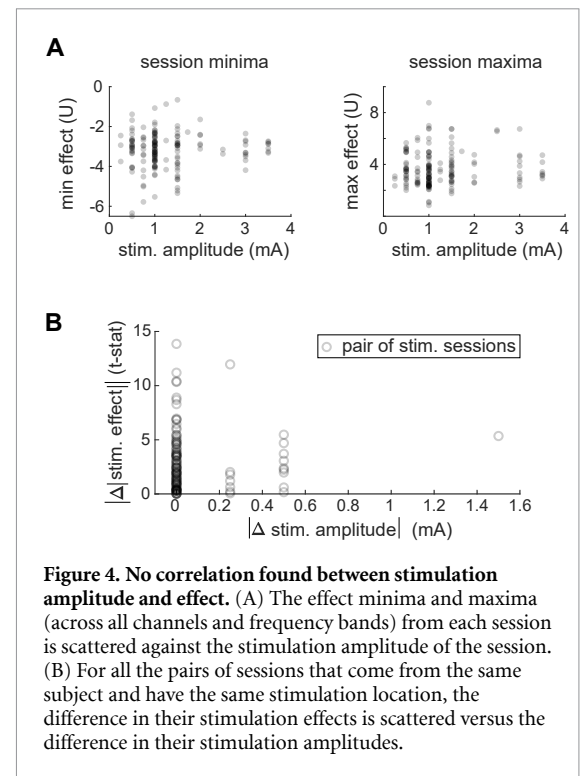 A
session minima
session maxima
min effect (U)
0
-2
-4
-6
0
1
2
3
4
stim. amplitude (mA)
max effect (U)
8
4
0
1
2
3
4
stim. amplitude (mA)
B
|Δ|stim. effect|| (t-stat)
15
10
5
0
pair of stim. sessions
0
0.2
0.4
0.6
0.8
1
1.2
1.4
1.6
|Δ stim. amplitude| (mA)
Figure 4. No correlation found between stimulation
amplitude and effect. (A) The effect minima and maxima
(across all channels and frequency bands) from each session
is scattered against the stimulation amplitude of the session.
(B) For all the pairs of sessions that come from the same
subject and have the same stimulation location, the
difference in their stimulation effects is scattered versus the
difference in their stimulation amplitudes.